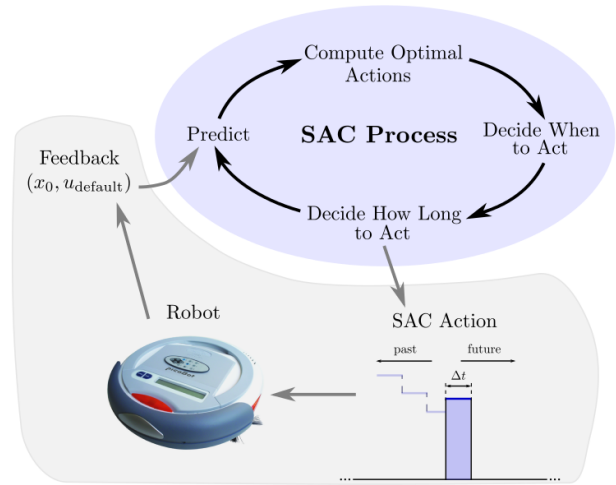 Compute Optimal
Actions
Predict
SAC Process
Decide When
to Act
Feedback
(x₀, u_default)
Decide How Long
to Act
Robot
SAC Action
past
future
Δt